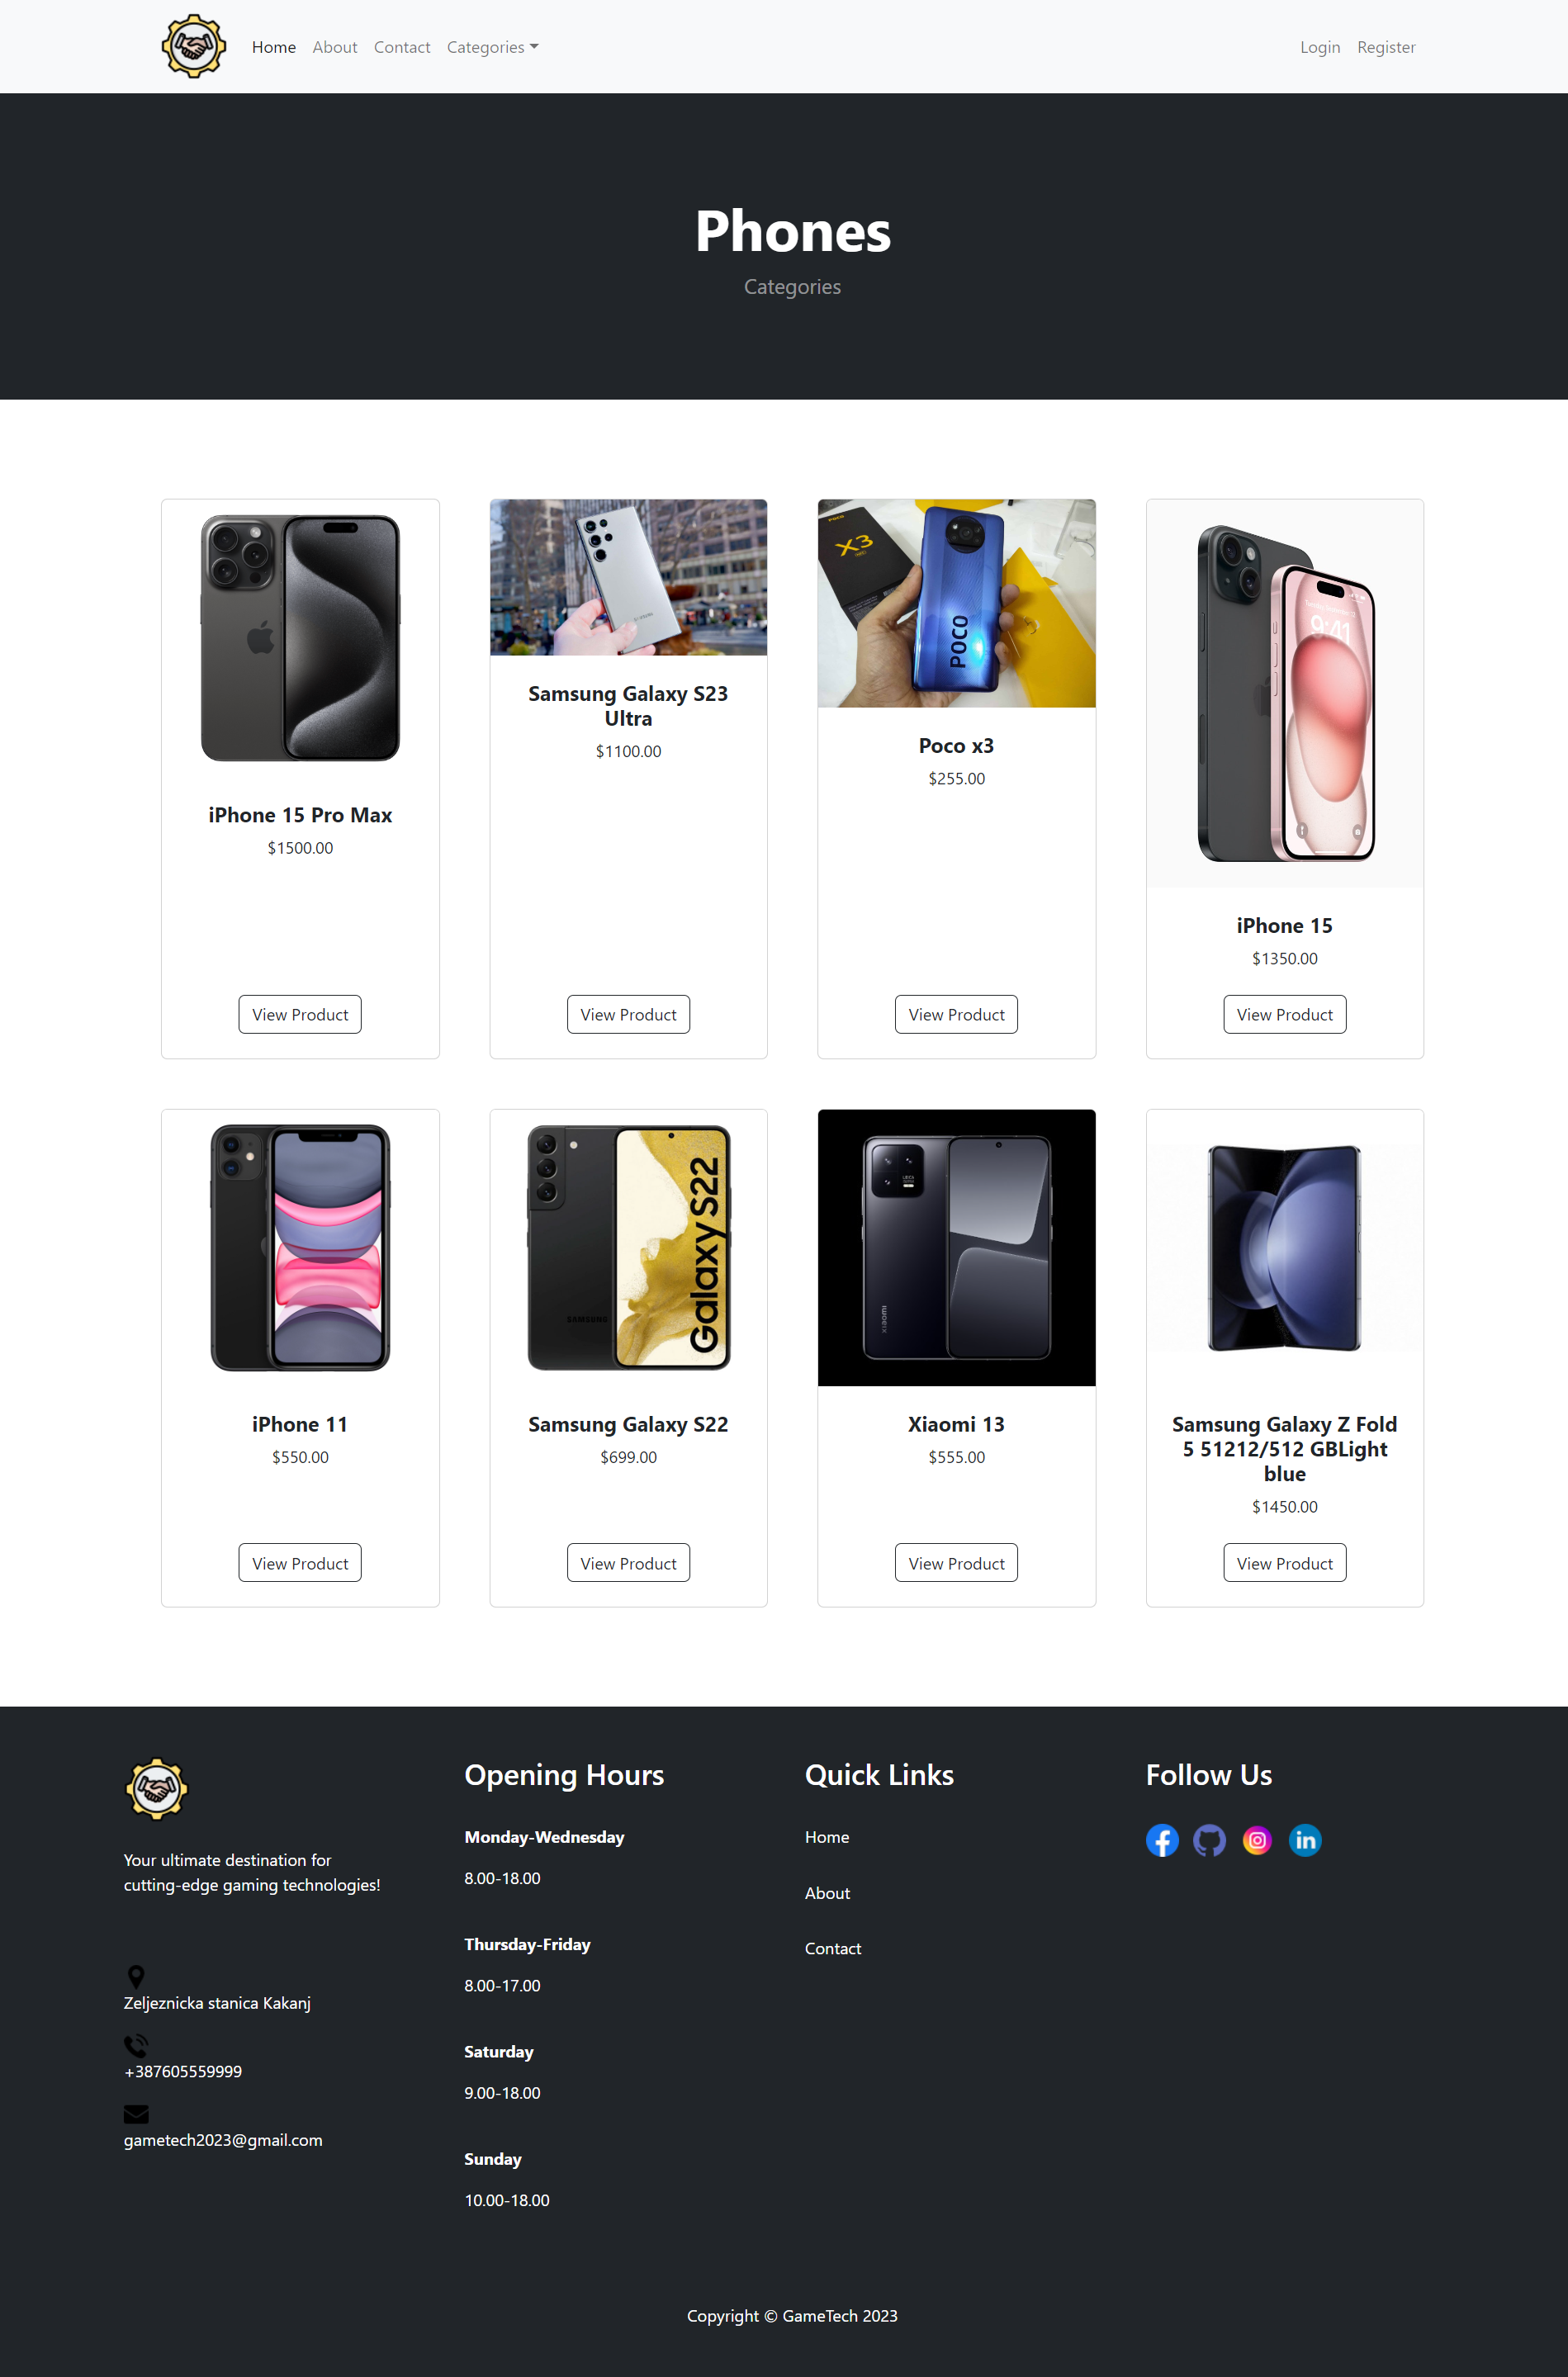 Home About Contact Categories
Login Register
Phones
Categories
X3
POCO
9:41
iPhone 15 Pro Max
$1500.00
View Product
Samsung Galaxy S23
Ultra
$1100.00
View Product
Poco x3
$255.00
View Product
iPhone 15
$1350.00
View Product
SAMSUNG
Galaxy S22
xiaomi
iPhone 11
$550.00
View Product
Samsung Galaxy S22
$699.00
View Product
Xiaomi 13
$555.00
View Product
Samsung Galaxy Z Fold
5 51212/512 GBLight
blue
$1450.00
View Product
Your ultimate destination for
cutting-edge gaming technologies!
Zeljeznicka stanica Kakanj
+387605559999
gametech2023@gmail.com
Opening Hours
Monday-Wednesday
8.00-18.00
Thursday-Friday
8.00-17.00
Saturday
9.00-18.00
Sunday
10.00-18.00
Quick Links
Home
About
Contact
Follow Us
Copyright © GameTech 2023